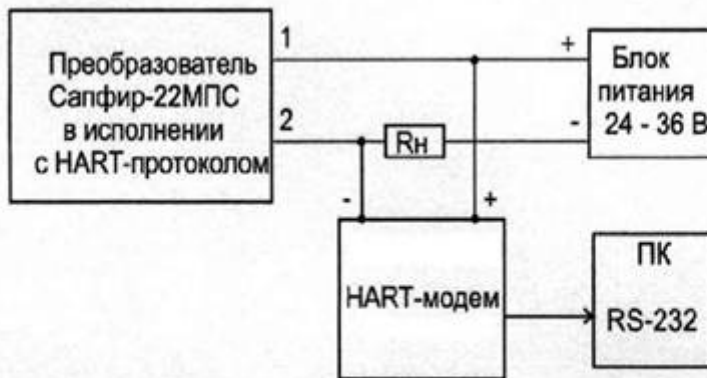 Преобразователь
Сапфир-22МПС
в исполнении
с HART-протоколом
1
2
+
-
Rн
Блок
питания
24 - 36 В
-
+
HART-модем
ПК
RS-232